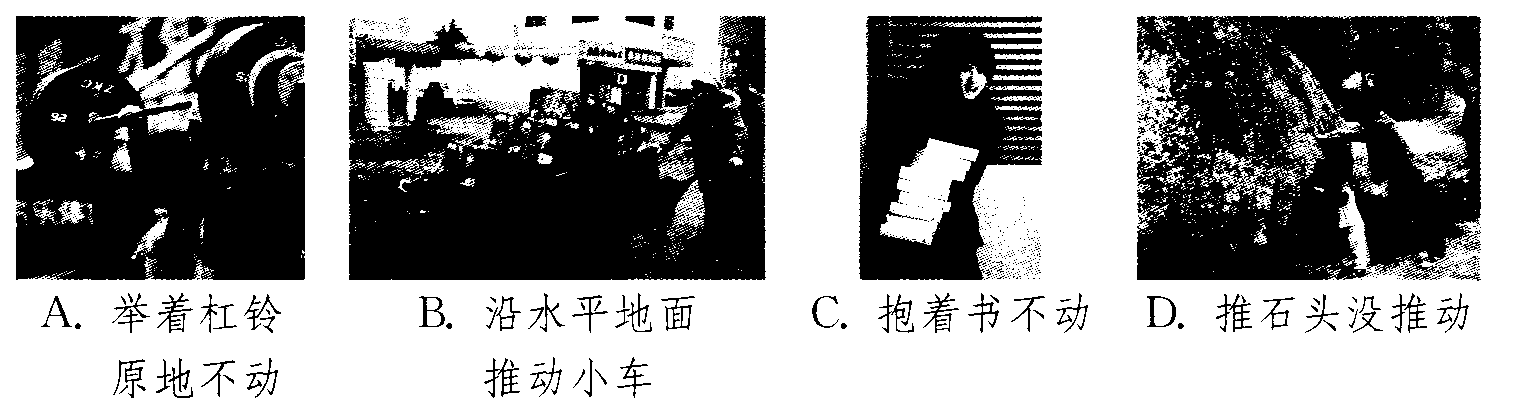 A. 举着杠铃
原地不动
B. 沿水平地面
推动小车
C. 抱着书不动
D. 推石头没推动